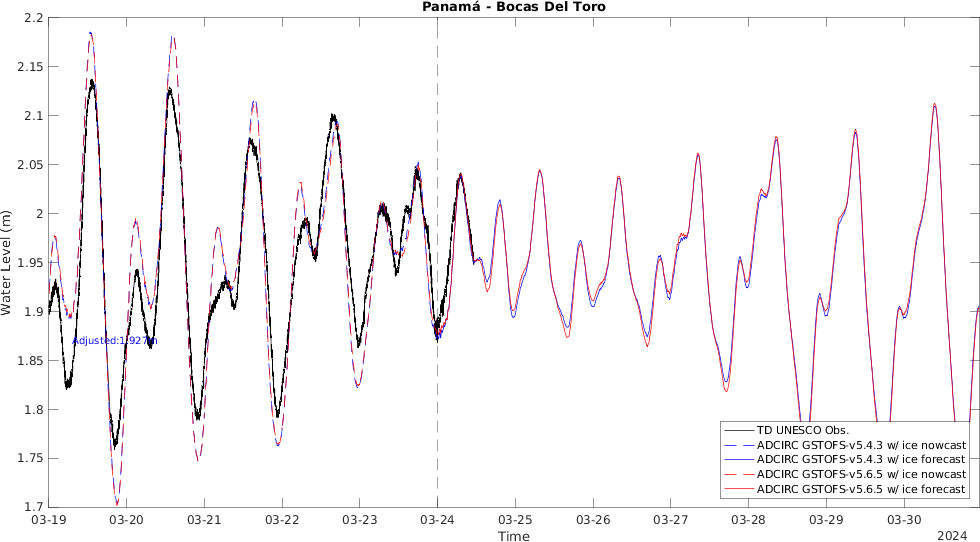 Panamá - Bocas Del Toro
2.2
2.15
2.1
2.05
2
1.95
1.9
1.85
1.8
1.75
1.7
Water Level (m)
Adjusted:1.927m
TD UNESCO Obs.
ADCIRC GSTOFS-v5.4.3 w/ ice nowcast
ADCIRC GSTOFS-v5.4.3 w/ ice forecast
ADCIRC GSTOFS-v5.6.5 w/ ice nowcast
ADCIRC GSTOFS-v5.6.5 w/ ice forecast
03-19 03-20 03-21 03-22 03-23 03-24 03-25 03-26 03-27 03-28 03-29 03-30
Time
2024